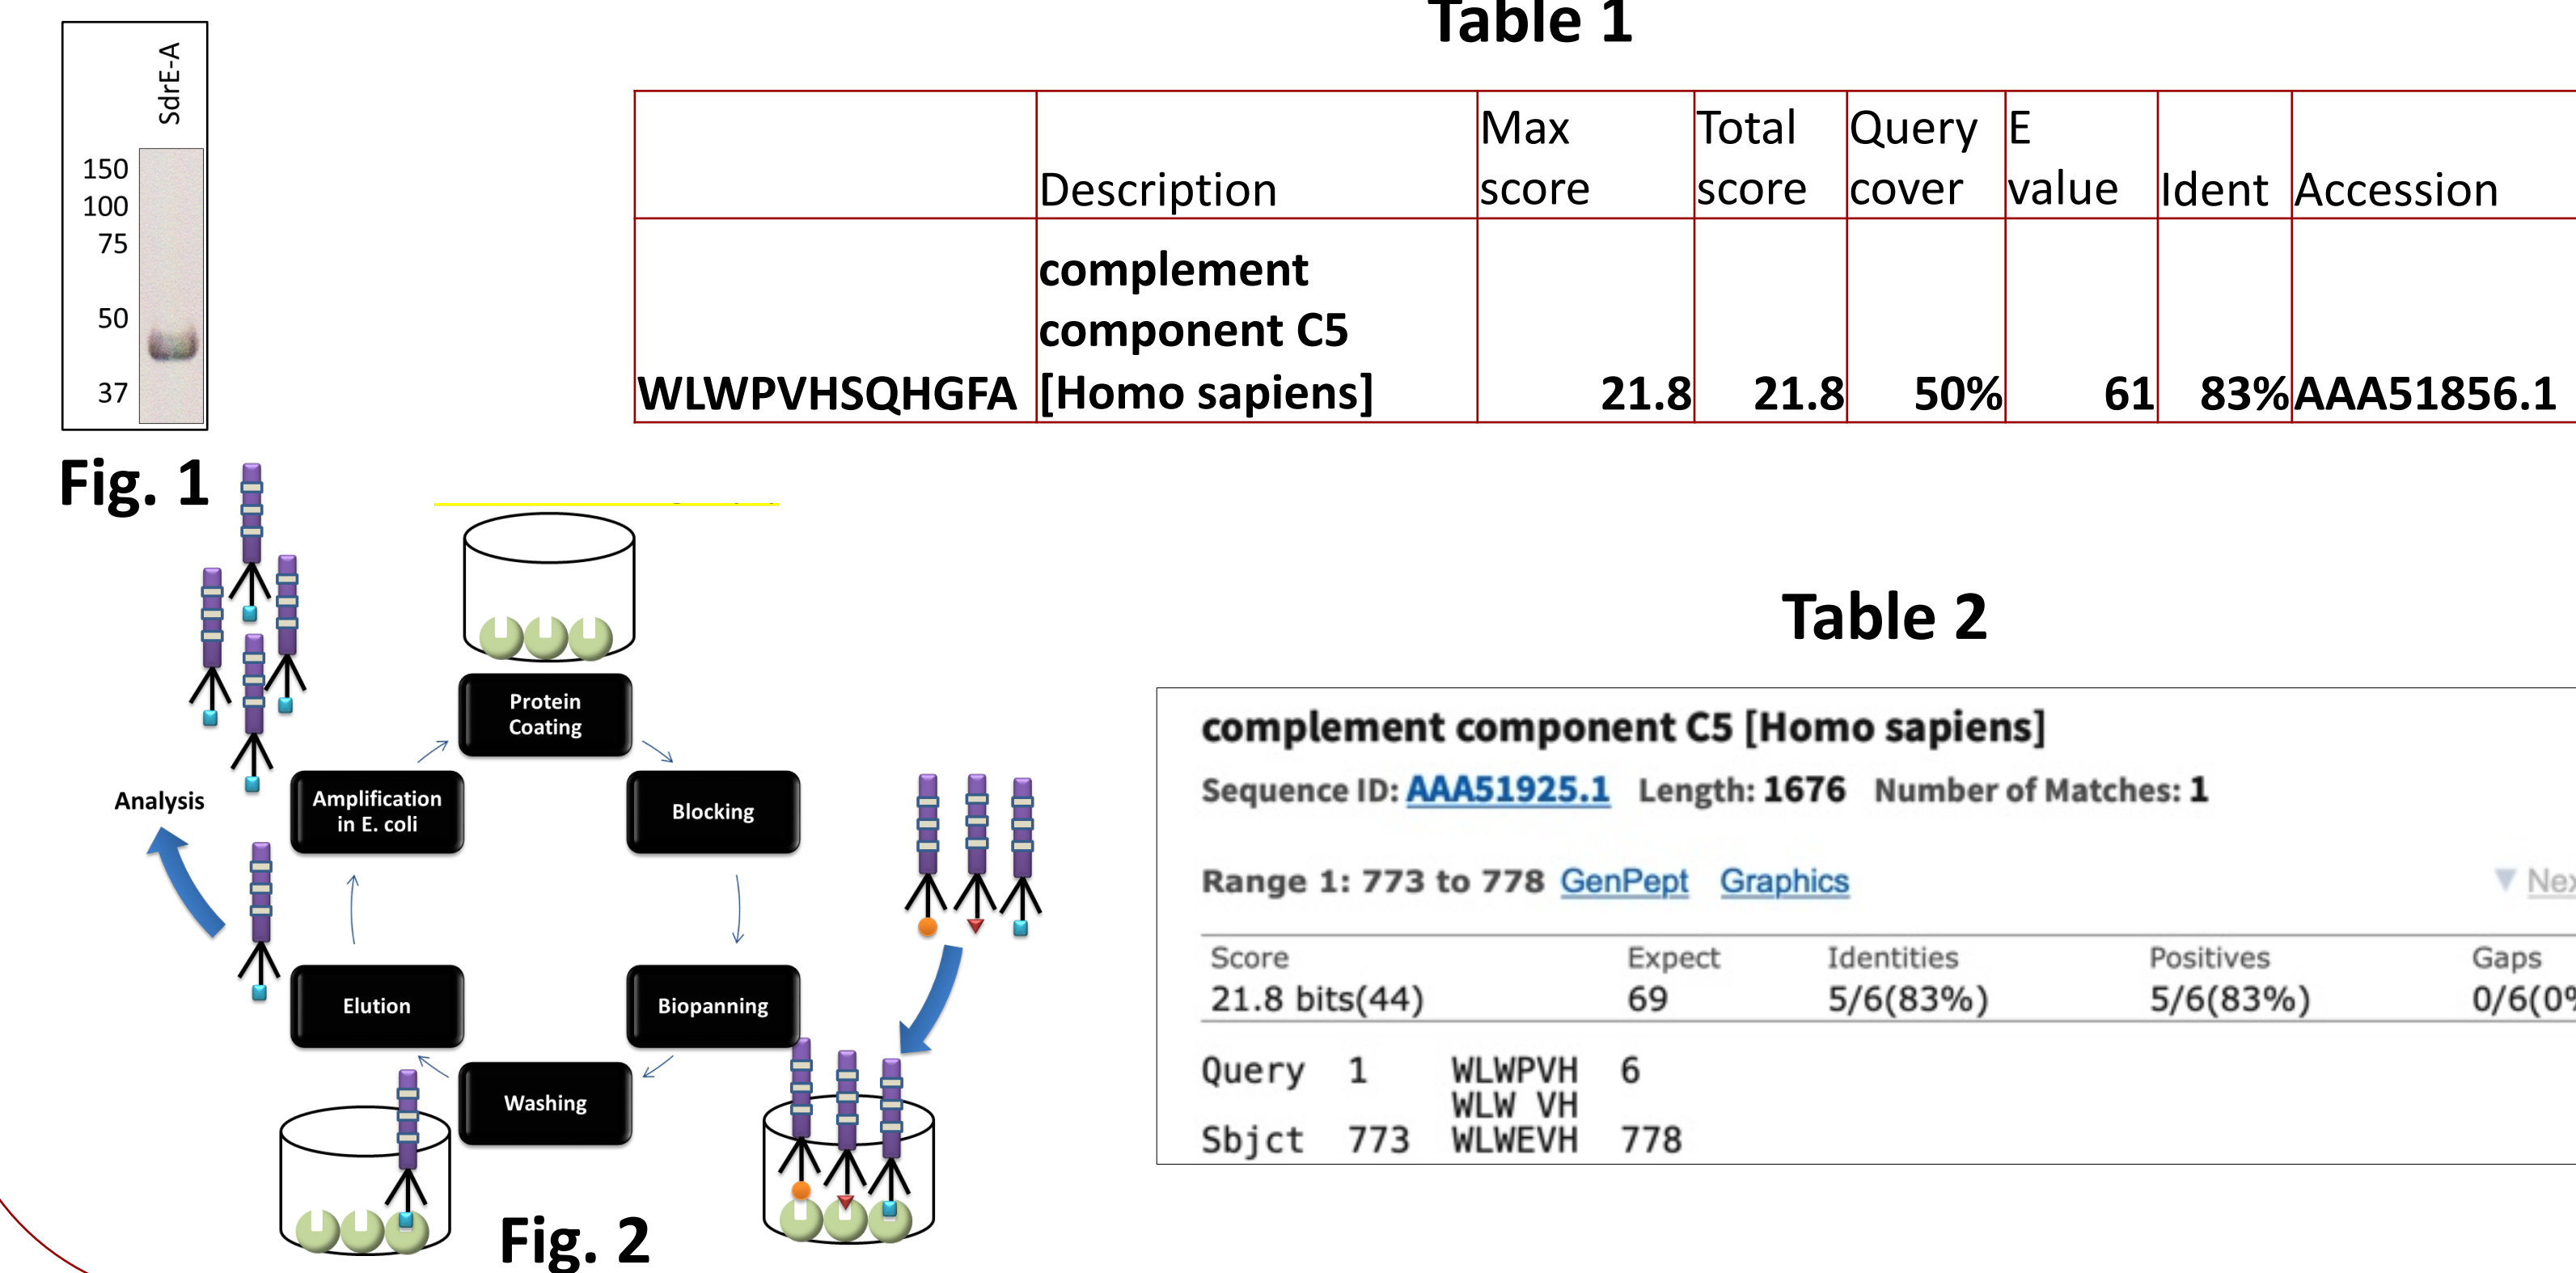 Table 1
SdrE-A
150
100
75
50
37
Fig. 1
Description
Max score
Total score
Query cover
E value
Ident
Accession
WLWPVHSQHGFA
complement
component C5
[Homo sapiens]
21.8
21.8
50%
61
83%
AAA51856.1
Protein
Coating
Blocking
Biopanning
Washing
Elution
Amplification
in E. coli
Analysis
Fig. 2
Table 2
complement component C5 [Homo sapiens]
Sequence ID: AAA51925.1 Length: 1676 Number of Matches: 1
Range 1: 773 to 778 GenPept Graphics ▼ Nex
Score Expect Identities Positives Gaps
21.8 bits(44) 69 5/6(83%) 5/6(83%) 0/6(0%
Query 1 WLWPVH 6
WLW VH
Sbjct 773 WLWEVH 778